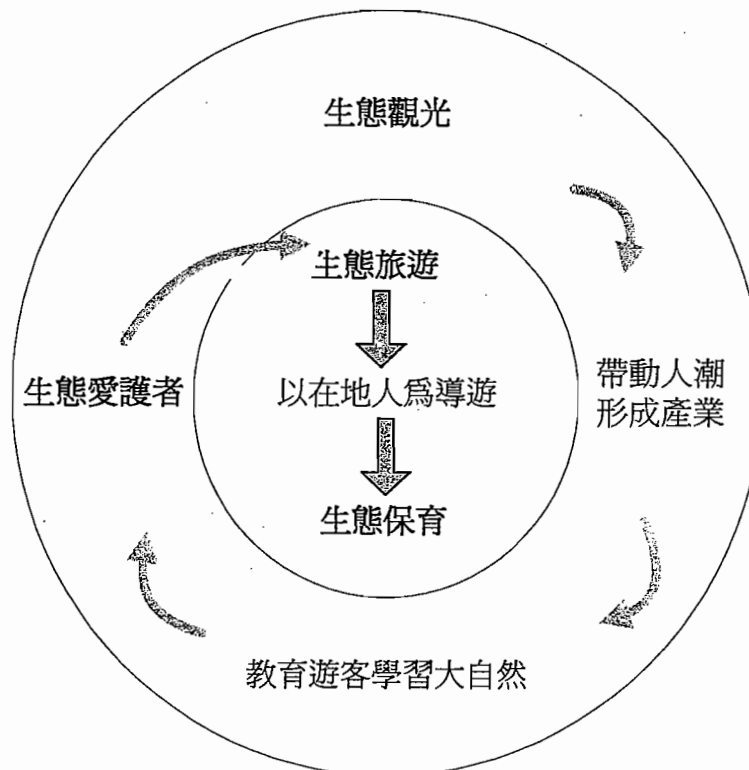 生態觀光
生態旅遊
生態愛護者
以在地人爲導遊
帶動人潮
形成產業
生態保育
教育遊客學習大自然